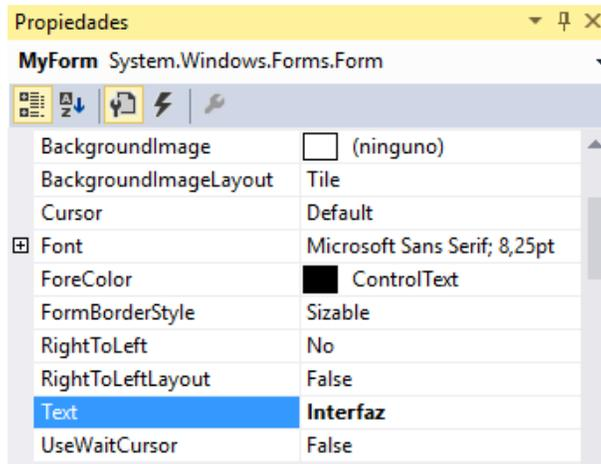 Propiedades
MyForm System.Windows.Forms.Form
BackgroundImage (ninguno)
BackgroundImageLayout Tile
Cursor Default
Font Microsoft Sans Serif; 8,25pt
ForeColor ControlText
FormBorderStyle Sizable
RightToLeft No
RightToLeftLayout False
Text Interfaz
UseWaitCursor False